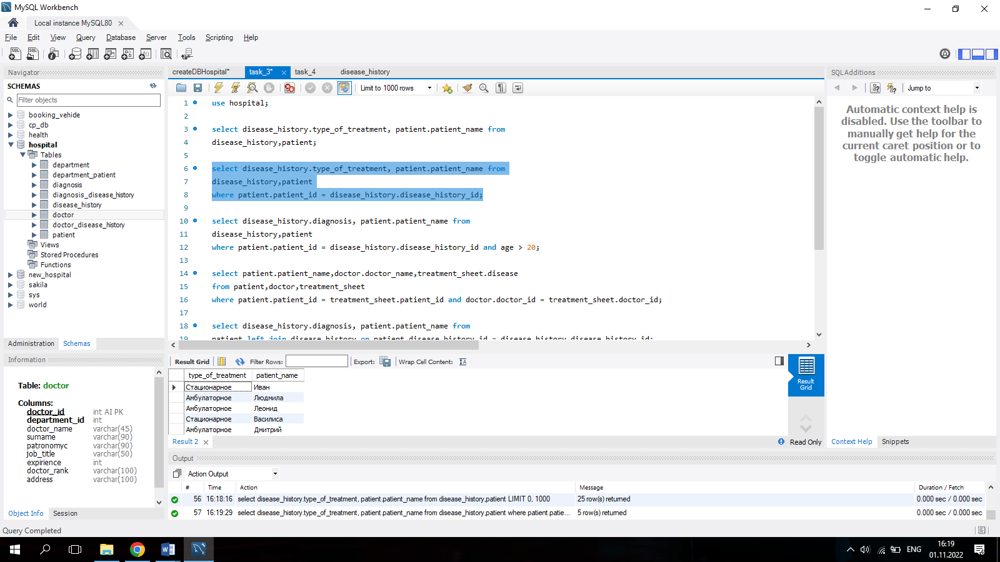 MySQL Workbench
Local instance MySQL80
File Edit View Query Database Server Tools Scripting Help
Navigator
SCHEMAS
Filter objects
booking_vehide
cp_db
health
hospital
Tables
department
department_patient
diagnosis
diagnosis_disease_history
disease_history
doctor
doctor_disease_history
patient
Views
Stored Procedures
Functions
new_hospital
sakila
sys
world
Administration Schemas
Information
Table: doctor
Columns:
doctor_id int AI PK
department_id int
doctor_name varchar(45)
surname varchar(90)
patronomyc varchar(90)
job_title varchar(50)
expirience int
doctor_rank varchar(100)
address varchar(100)
Object Info Session
Query Completed
createDBHospital* task_3* task_4 disease_history
Limit to 1000 rows
1 use hospital;
2
3 select disease_history.type_of_treatment, patient.patient_name from
4 disease_history,patient;
5
6 select disease_history.type_of_treatment, patient.patient_name from
7 disease_history,patient
8 where patient.patient_id = disease_history.disease_history_id;
9
10 select disease_history.diagnosis, patient.patient_name from
11 disease_history,patient
12 where patient.patient_id = disease_history.disease_history_id and age > 20;
13
14 select patient.patient_name,doctor.doctor_name,treatment_sheet.disease
15 from patient,doctor,treatment_sheet
16 where patient.patient_id = treatment_sheet.patient_id and doctor.doctor_id = treatment_sheet.doctor_id;
17
18 select disease_history.diagnosis, patient.patient_name from
19 patient left join disease_history on patient.disease_history_id = disease_history.disease_history_id;
Result Grid Filter Rows: Export: Wrap Cell Content:
type_of_treatment patient_name
Стационарное Иван
Амбулаторное Людмила
Амбулаторное Леонид
Стационарное Василиса
Амбулаторное Дмитрий
Result Grid
Result 2
Read Only
Output
Action Output
# Time Action Message Duration / Fetch
56 16:18:16 select disease_history.type_of_treatment, patient.patient_name from disease_history,patient LIMIT 0, 1000 25 row(s) returned 0.000 sec / 0.000 sec
57 16:19:29 select disease_history.type_of_treatment, patient.patient_name from disease_history,patient where patient.patie... 5 row(s) returned 0.000 sec / 0.000 sec
SQLAdditions
Jump to
Automatic context help is
disabled. Use the toolbar to
manually get help for the
current caret position or to
toggle automatic help.
Context Help Snippets
ENG
16:19
01.11.2022